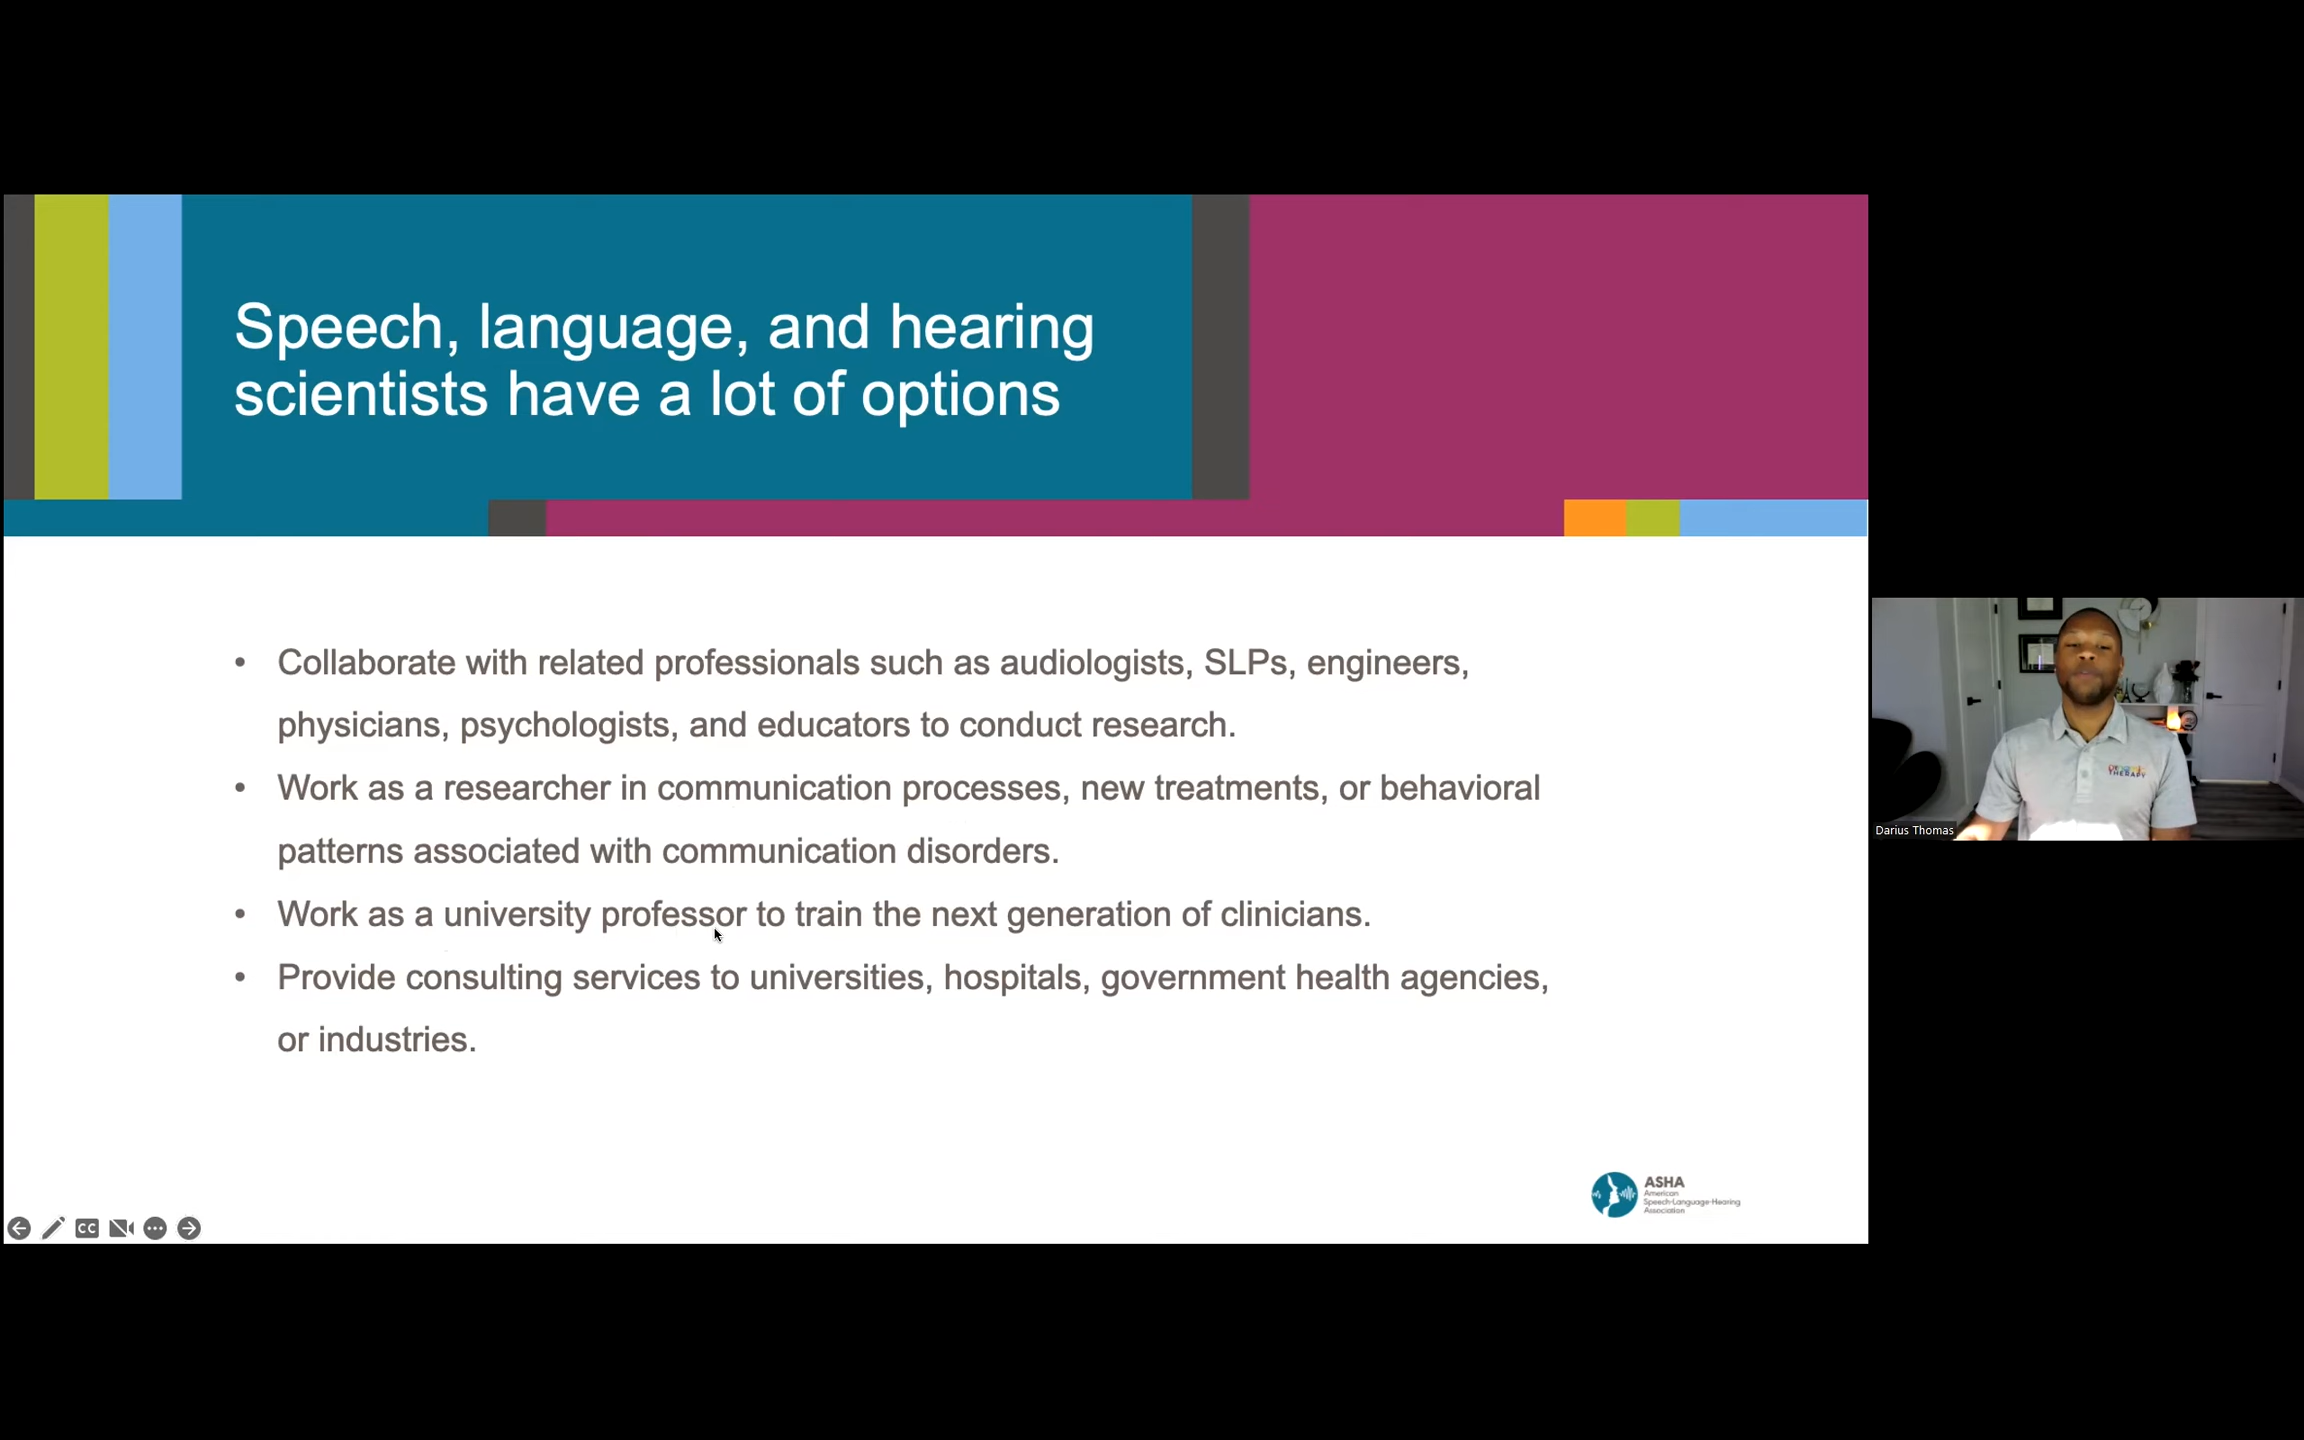 Speech, language, and hearing
scientists have a lot of options
• Collaborate with related professionals such as audiologists, SLPs, engineers,
physicians, psychologists, and educators to conduct research.
• Work as a researcher in communication processes, new treatments, or behavioral
patterns associated with communication disorders.
• Work as a university professor to train the next generation of clinicians.
• Provide consulting services to universities, hospitals, government health agencies,
or industries.
ASHA
American
Speech-Language-Hearing
Association
CC
THERAPY
Darius Thomas